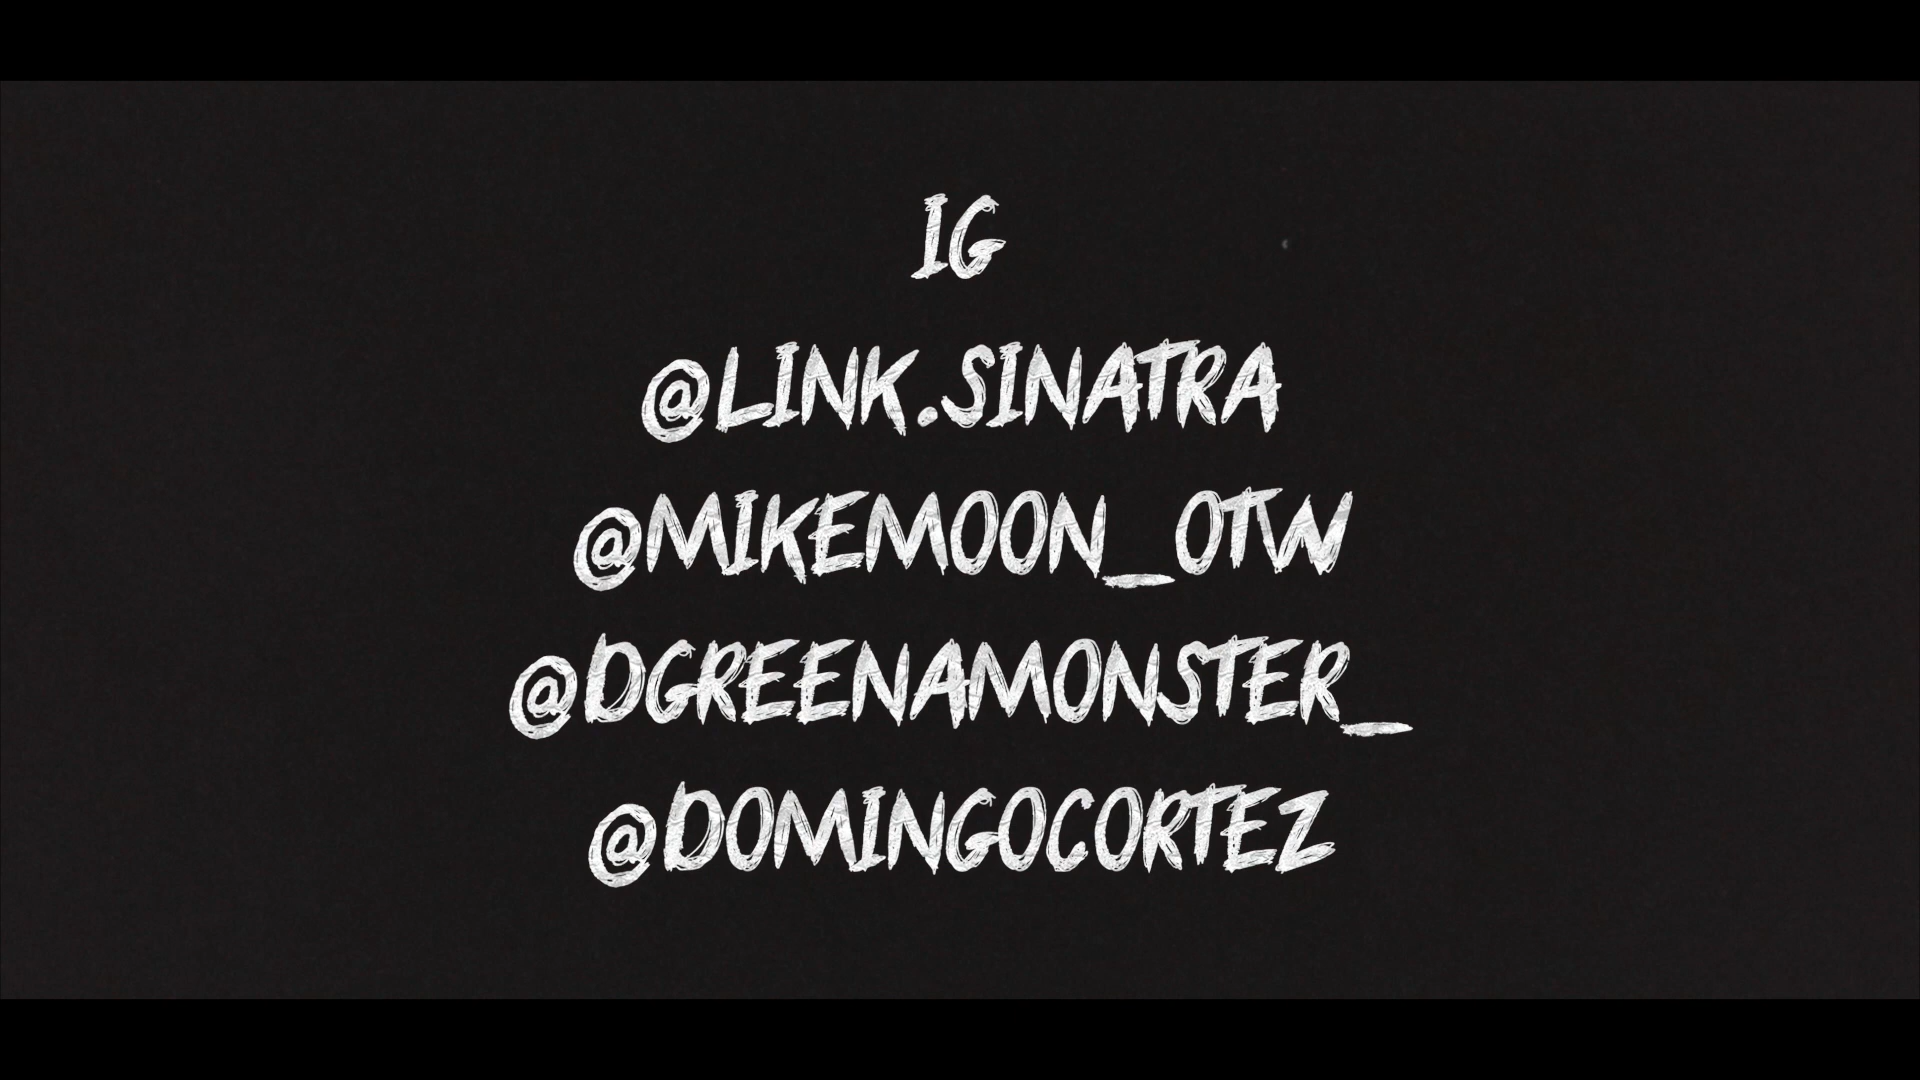 IG
@LINK.SINATRA
@MIKEMOON_OTW
@DGREENAMONSTER_
@DOMINGOCORTEZ